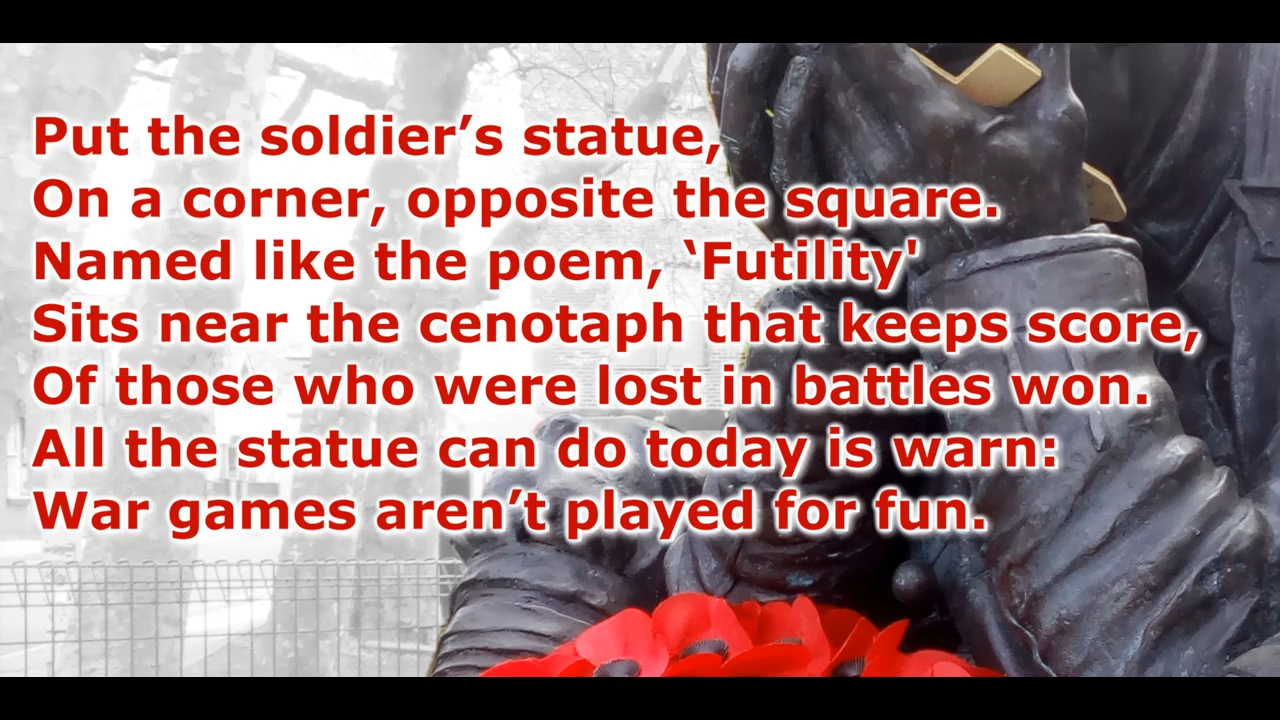 Put the soldier’s statue,
On a corner, opposite the square.
Named like the poem, ‘Futility'
Sits near the cenotaph that keeps score,
Of those who were lost in battles won.
All the statue can do today is warn:
War games aren’t played for fun.